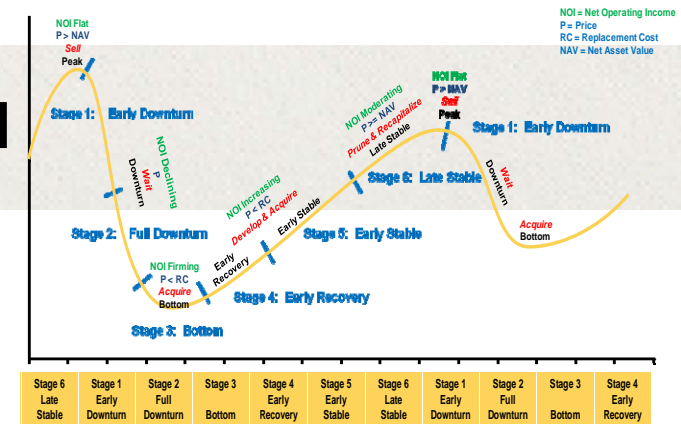 NOI = Net Operating Income
P = Price
RC = Replacement Cost
NAV = Net Asset Value
NOI Flat
P > NAV
Sell
Peak
Stage 1: Early Downturn
NOI Declining
P
Wait
Downturn
Stage 2: Full Downturn
NOI Firming
P < RC
Acquire
Bottom
Stage 3: Bottom
Early
Recovery
Stage 4: Early Recovery
NOI Increasing
P < RC
Develop & Acquire
Early Stable
Stage 5: Early Stable
NOI Moderating
P >= NAV
Prune & Recapitalize
Late Stable
Stage 6: Late Stable
NOI Flat
P > NAV
Sell
Peak
Stage 1: Early Downturn
Wait
Downturn
Acquire
Bottom
Stage 6 Stage 1 Stage 2 Stage 3 Stage 4 Stage 5 Stage 6 Stage 1 Stage 2 Stage 3 Stage 4
Late Early Full Early Early Late Early Full Early
Stable Downturn Downturn Bottom Recovery Stable Stable Downturn Downturn Bottom Recovery